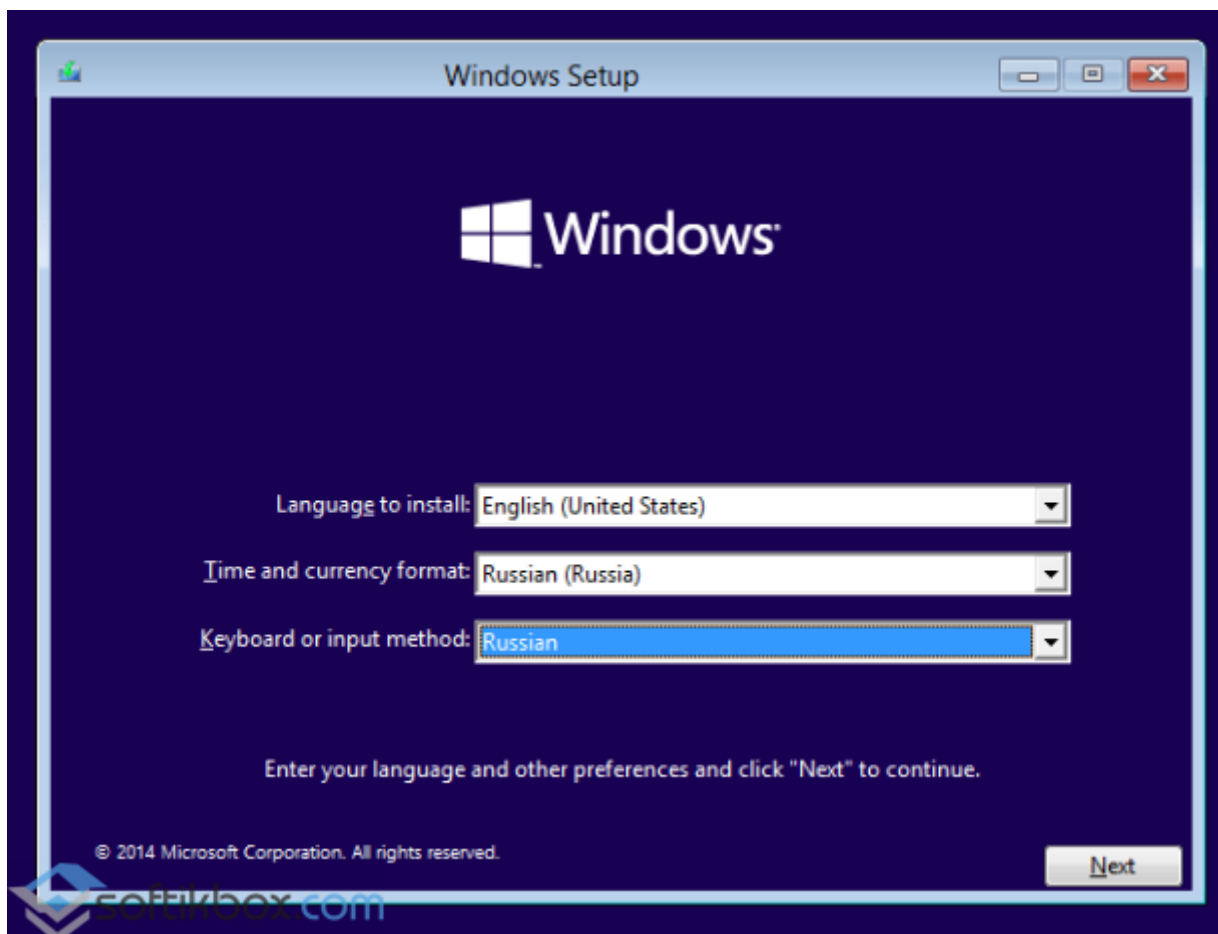 Windows Setup
Windows
Language to install: English (United States)
Time and currency format: Russian (Russia)
Keyboard or input method: Russian
Enter your language and other preferences and click "Next" to continue.
© 2014 Microsoft Corporation. All rights reserved.
Next
softikbox.com